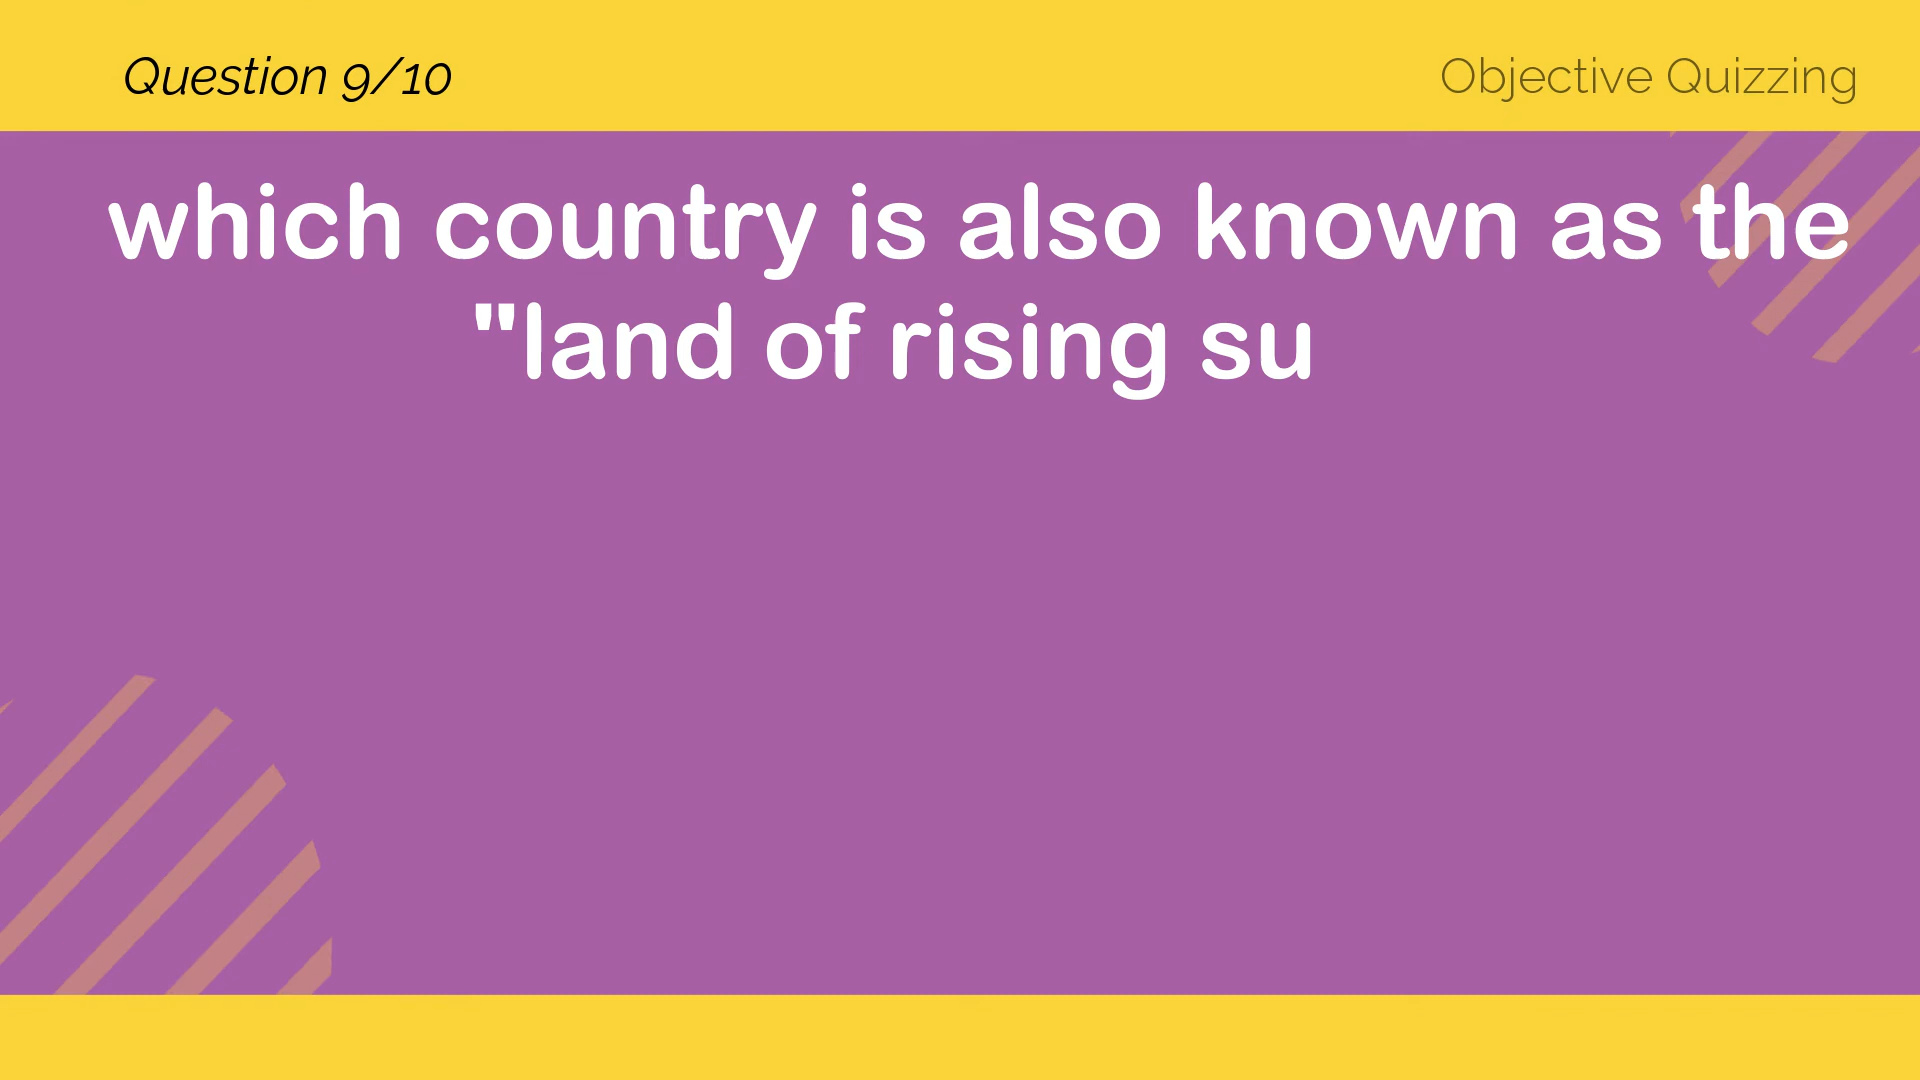 Question 9/10
Objective Quizzing
which country is also known as the
"land of rising su